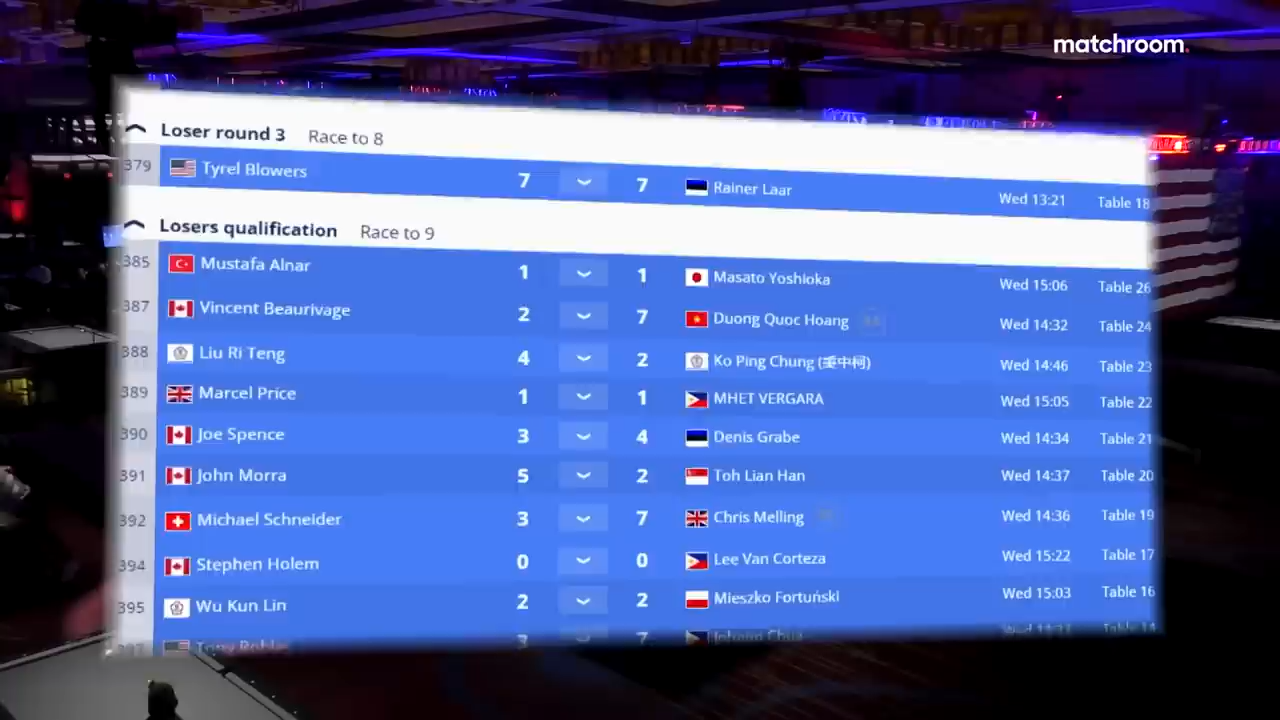 matchroom.
Loser round 3 Race to 8
379 Tyrel Blowers 7 7 Rainer Laar Wed 13:21 Table 18
Losers qualification Race to 9
385 Mustafa Alnar 1 1 Masato Yoshioka Wed 15:06 Table 26
387 Vincent Beaurivage 2 7 Duong Quoc Hoang Wed 14:32 Table 24
388 Liu Ri Teng 4 2 Ko Ping Chung Wed 14:46 Table 23
389 Marcel Price 1 1 MHET VERGARA Wed 15:05 Table 22
390 Joe Spence 3 4 Denis Grabe Wed 14:34 Table 21
391 John Morra 5 2 Toh Lian Han Wed 14:37 Table 20
392 Michael Schneider 3 7 Chris Melling Wed 14:36 Table 19
394 Stephen Holem 0 0 Lee Van Corteza Wed 15:22 Table 17
395 Wu Kun Lin 2 2 Mieszko Fortuński Wed 15:03 Table 16
Tony 3 7 Johann Chua